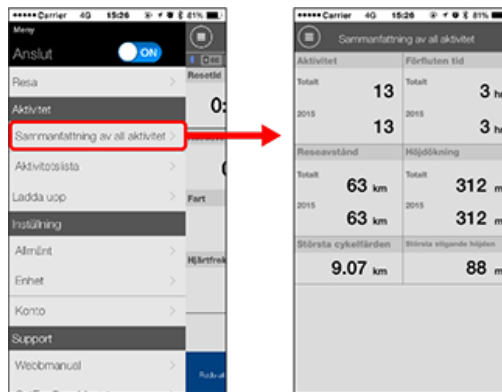 ●●●●● Carrier 4G 15:26 81%
Meny
Anslut ON
Resa
Aktivitet
Sammanfattning av all aktivitet
Aktivitetslista
Ladda upp
Inställning
Allmänt
Enhet
Konto
Support
Webbmanual
Restid
0:
0
Fart
●●●●● Carrier 4G 15:26 81%
Sammanfattning av all aktivitet
Aktivitet Förfluten tid
Totalt 13 Totalt 3
2015 13 2015 3
Reseavstånd Höjdökning
Totalt 63 km Totalt 312 m
2015 63 km 2015 312 m
Största cykelfärden Största stigande höjden
9.07 km 88 m